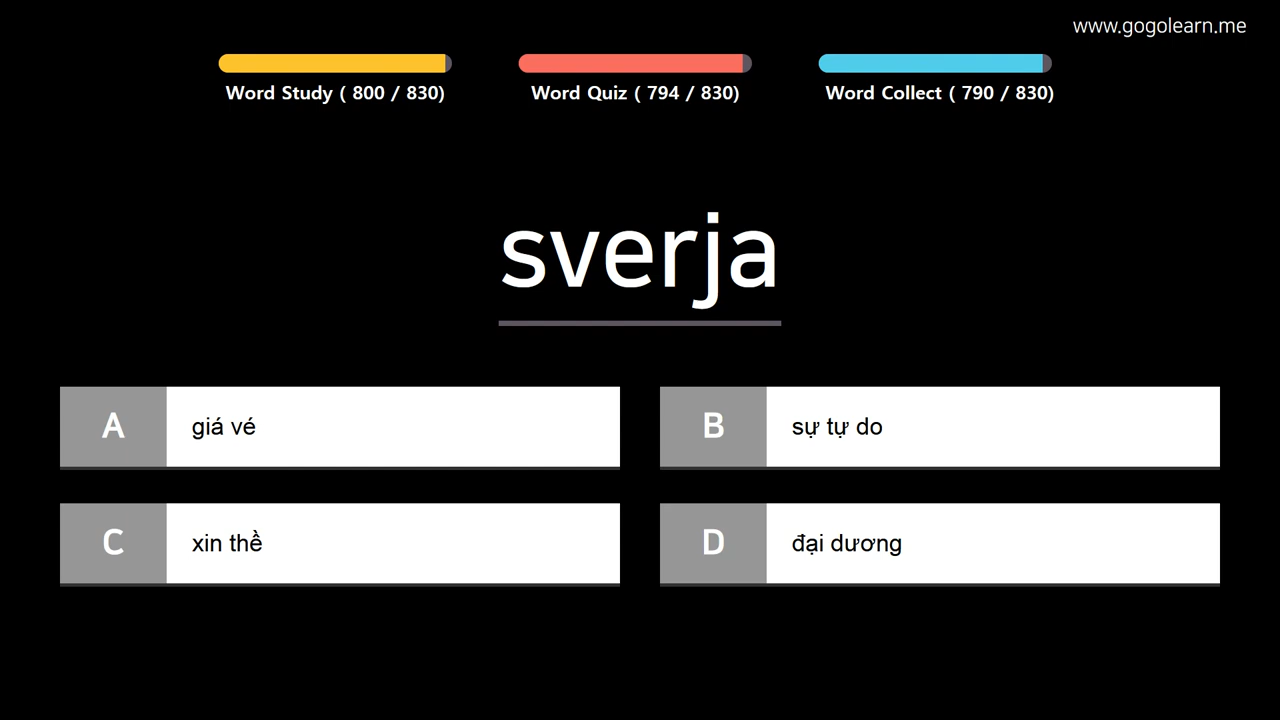 www.gogolearn.me
Word Study ( 800 / 830)
Word Quiz ( 794 / 830)
Word Collect ( 790 / 830)
sverja
A giá vé
B sự tự do
C xin thề
D đại dương